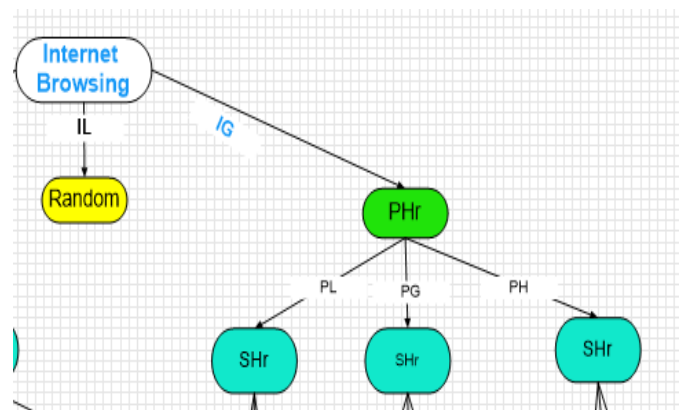 Internet
Browsing
IL
IG
Random
PHr
PL
PG
PH
SHr
SHr
SHr